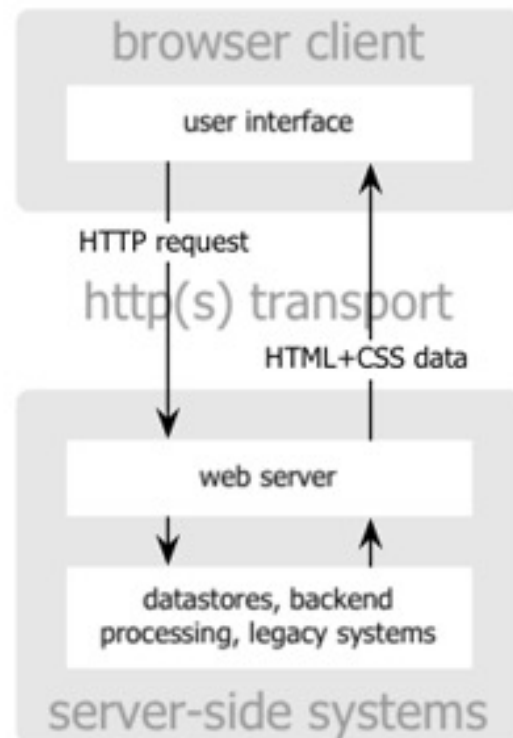 browser client
user interface
HTTP request
http(s) transport
HTML+CSS data
web server
datastores, backend
processing, legacy systems
server-side systems